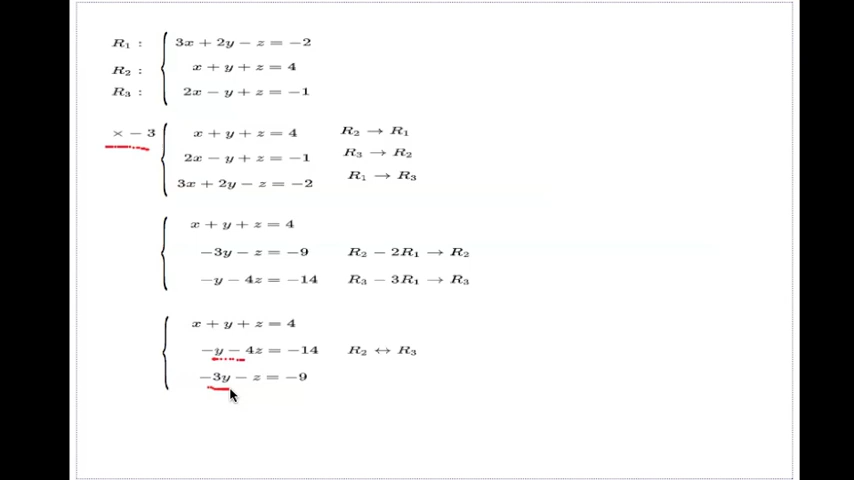 R₁ : 3x + 2y − z = −2
R₂ : x + y + z = 4
R₃ : 2x − y + z = −1
× − 3 x + y + z = 4 R₂ → R₁
2x − y + z = −1 R₃ → R₂
3x + 2y − z = −2 R₁ → R₃
x + y + z = 4
−3y − z = −9 R₂ − 2R₁ → R₂
−y − 4z = −14 R₃ − 3R₁ → R₃
x + y + z = 4
−y − 4z = −14 R₂ ↔ R₃
−3y − z = −9